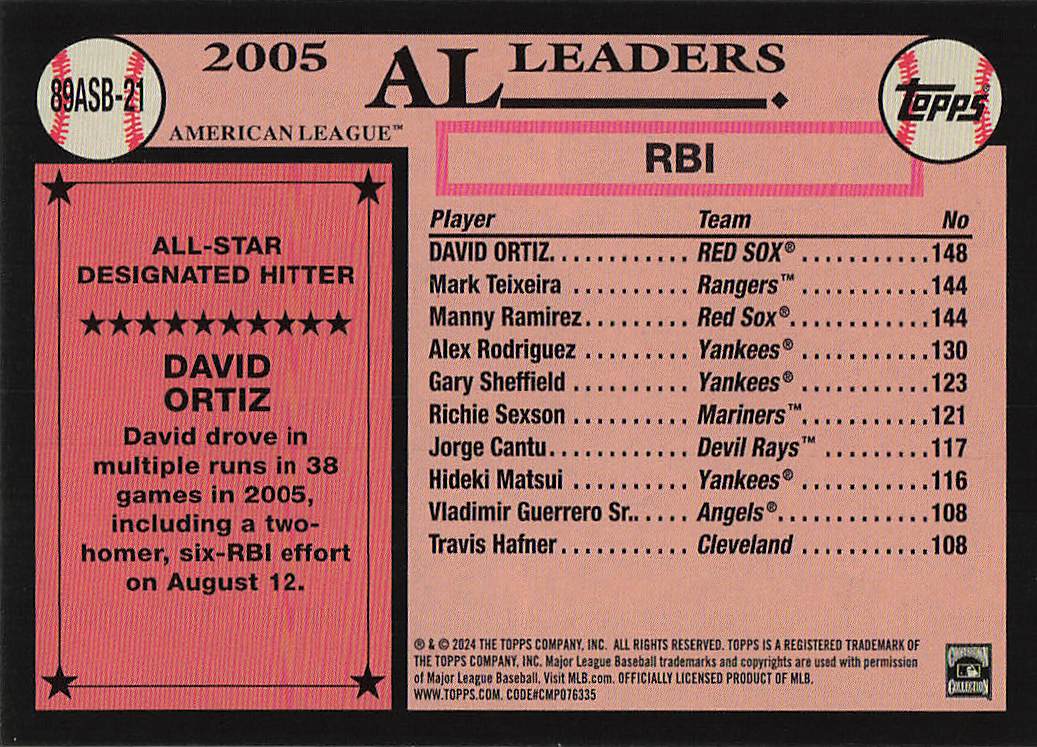 89ASB-21
2005 AL LEADERS
AMERICAN LEAGUE™
Topps®
ALL-STAR
DESIGNATED HITTER
DAVID
ORTIZ
David drove in
multiple runs in 38
games in 2005,
including a two-
homer, six-RBI effort
on August 12.
RBI
Player Team No
DAVID ORTIZ............ RED SOX® ............148
Mark Teixeira .......... Rangers™ ...........144
Manny Ramirez......... Red Sox®.............144
Alex Rodriguez ......... Yankees® ............130
Gary Sheffield .......... Yankees® ............123
Richie Sexson .......... Mariners™ ..........121
Jorge Cantu............ Devil Rays™ .........117
Hideki Matsui .......... Yankees® ............116
Vladimir Guerrero Sr...... Angels®..............108
Travis Hafner........... Cleveland ............108
® & © 2024 THE TOPPS COMPANY, INC. ALL RIGHTS RESERVED. TOPPS IS A REGISTERED TRADEMARK OF
THE TOPPS COMPANY, INC. Major League Baseball trademarks and copyrights are used with permission
of Major League Baseball. Visit MLB.com. OFFICIALLY LICENSED PRODUCT OF MLB.
WWW.TOPPS.COM. CODE#CMP076335
COOPERSTOWN
COLLECTION